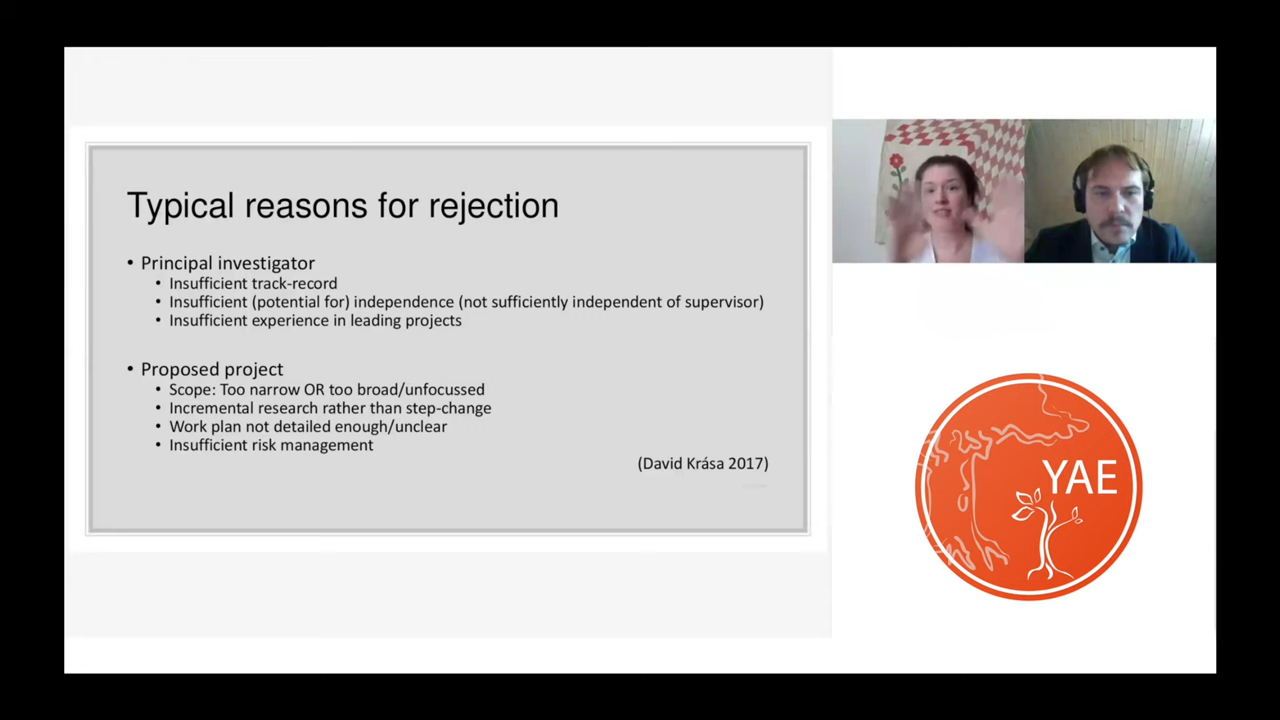 Typical reasons for rejection
• Principal investigator
• Insufficient track-record
• Insufficient (potential for) independence (not sufficiently independent of supervisor)
• Insufficient experience in leading projects
• Proposed project
• Scope: Too narrow OR too broad/unfocussed
• Incremental research rather than step-change
• Work plan not detailed enough/unclear
• Insufficient risk management
(David Krása 2017)
YAE